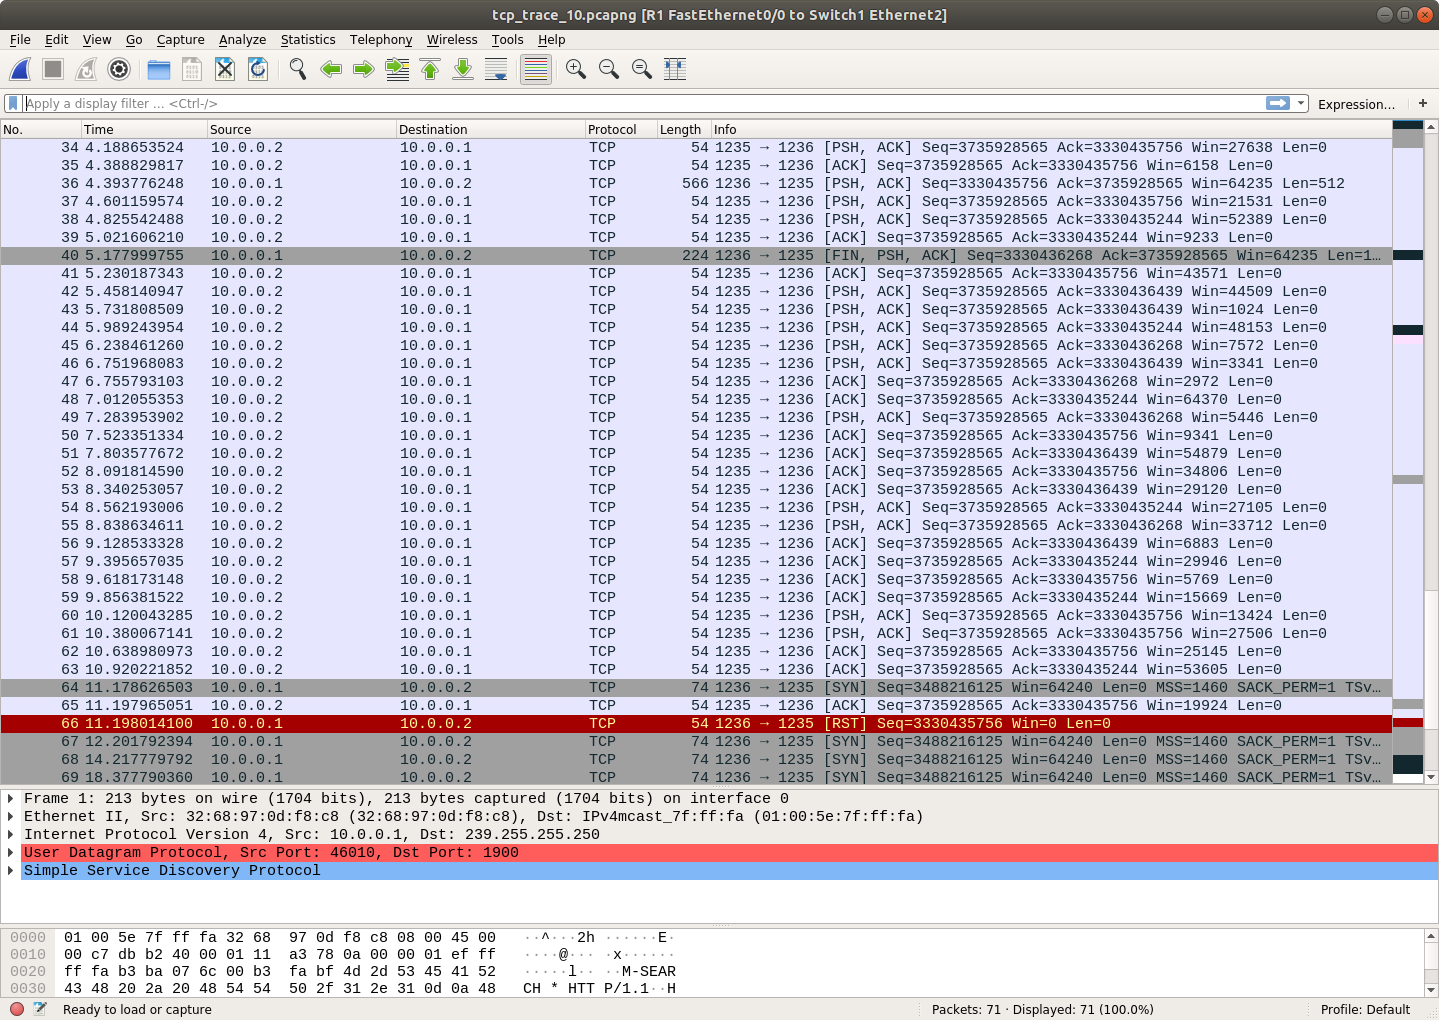 tcp_trace_10.pcapng [R1 FastEthernet0/0 to Switch1 Ethernet2]
File Edit View Go Capture Analyze Statistics Telephony Wireless Tools Help
Apply a display filter ... <Ctrl-/> Expression... +
No. Time Source Destination Protocol Length Info
34 4.188653524 10.0.0.2 10.0.0.1 TCP 54 1235 → 1236 [PSH, ACK] Seq=3735928565 Ack=3330435756 Win=27638 Len=0
35 4.388829817 10.0.0.2 10.0.0.1 TCP 54 1235 → 1236 [ACK] Seq=3735928565 Ack=3330435756 Win=6158 Len=0
36 4.393776248 10.0.0.1 10.0.0.2 TCP 566 1236 → 1235 [PSH, ACK] Seq=3330435756 Ack=3735928565 Win=64235 Len=512
37 4.601159574 10.0.0.2 10.0.0.1 TCP 54 1235 → 1236 [PSH, ACK] Seq=3735928565 Ack=3330435756 Win=21531 Len=0
38 4.825542488 10.0.0.2 10.0.0.1 TCP 54 1235 → 1236 [PSH, ACK] Seq=3735928565 Ack=3330435244 Win=52389 Len=0
39 5.021606210 10.0.0.2 10.0.0.1 TCP 54 1235 → 1236 [ACK] Seq=3735928565 Ack=3330435244 Win=9233 Len=0
40 5.177999755 10.0.0.1 10.0.0.2 TCP 224 1236 → 1235 [FIN, PSH, ACK] Seq=3330436268 Ack=3735928565 Win=64235 Len=1…
41 5.230187343 10.0.0.2 10.0.0.1 TCP 54 1235 → 1236 [ACK] Seq=3735928565 Ack=3330435756 Win=43571 Len=0
42 5.458140947 10.0.0.2 10.0.0.1 TCP 54 1235 → 1236 [PSH, ACK] Seq=3735928565 Ack=3330436439 Win=44509 Len=0
43 5.731808509 10.0.0.2 10.0.0.1 TCP 54 1235 → 1236 [PSH, ACK] Seq=3735928565 Ack=3330436439 Win=1024 Len=0
44 5.989243954 10.0.0.2 10.0.0.1 TCP 54 1235 → 1236 [PSH, ACK] Seq=3735928565 Ack=3330435244 Win=48153 Len=0
45 6.238461260 10.0.0.2 10.0.0.1 TCP 54 1235 → 1236 [PSH, ACK] Seq=3735928565 Ack=3330436268 Win=7572 Len=0
46 6.751968083 10.0.0.2 10.0.0.1 TCP 54 1235 → 1236 [PSH, ACK] Seq=3735928565 Ack=3330436439 Win=3341 Len=0
47 6.755793103 10.0.0.2 10.0.0.1 TCP 54 1235 → 1236 [ACK] Seq=3735928565 Ack=3330436268 Win=2972 Len=0
48 7.012055353 10.0.0.2 10.0.0.1 TCP 54 1235 → 1236 [ACK] Seq=3735928565 Ack=3330435244 Win=64370 Len=0
49 7.283953902 10.0.0.2 10.0.0.1 TCP 54 1235 → 1236 [PSH, ACK] Seq=3735928565 Ack=3330436268 Win=5446 Len=0
50 7.523351334 10.0.0.2 10.0.0.1 TCP 54 1235 → 1236 [ACK] Seq=3735928565 Ack=3330435756 Win=9341 Len=0
51 7.803577672 10.0.0.2 10.0.0.1 TCP 54 1235 → 1236 [ACK] Seq=3735928565 Ack=3330436439 Win=54879 Len=0
52 8.091814590 10.0.0.2 10.0.0.1 TCP 54 1235 → 1236 [ACK] Seq=3735928565 Ack=3330435756 Win=34806 Len=0
53 8.340253057 10.0.0.2 10.0.0.1 TCP 54 1235 → 1236 [ACK] Seq=3735928565 Ack=3330436439 Win=29120 Len=0
54 8.562193006 10.0.0.2 10.0.0.1 TCP 54 1235 → 1236 [PSH, ACK] Seq=3735928565 Ack=3330435244 Win=27105 Len=0
55 8.838634611 10.0.0.2 10.0.0.1 TCP 54 1235 → 1236 [PSH, ACK] Seq=3735928565 Ack=3330436268 Win=33712 Len=0
56 9.128533328 10.0.0.2 10.0.0.1 TCP 54 1235 → 1236 [ACK] Seq=3735928565 Ack=3330436439 Win=6883 Len=0
57 9.395657035 10.0.0.2 10.0.0.1 TCP 54 1235 → 1236 [ACK] Seq=3735928565 Ack=3330435244 Win=29946 Len=0
58 9.618173148 10.0.0.2 10.0.0.1 TCP 54 1235 → 1236 [ACK] Seq=3735928565 Ack=3330435756 Win=5769 Len=0
59 9.856381522 10.0.0.2 10.0.0.1 TCP 54 1235 → 1236 [ACK] Seq=3735928565 Ack=3330435244 Win=15669 Len=0
60 10.120043285 10.0.0.2 10.0.0.1 TCP 54 1235 → 1236 [PSH, ACK] Seq=3735928565 Ack=3330435756 Win=13424 Len=0
61 10.380067141 10.0.0.2 10.0.0.1 TCP 54 1235 → 1236 [PSH, ACK] Seq=3735928565 Ack=3330435756 Win=27506 Len=0
62 10.638980973 10.0.0.2 10.0.0.1 TCP 54 1235 → 1236 [ACK] Seq=3735928565 Ack=3330435756 Win=25145 Len=0
63 10.920221852 10.0.0.2 10.0.0.1 TCP 54 1235 → 1236 [ACK] Seq=3735928565 Ack=3330435244 Win=53605 Len=0
64 11.178626503 10.0.0.1 10.0.0.2 TCP 74 1236 → 1235 [SYN] Seq=3488216125 Win=64240 Len=0 MSS=1460 SACK_PERM=1 TSv…
65 11.197965051 10.0.0.2 10.0.0.1 TCP 54 1235 → 1236 [ACK] Seq=3735928565 Ack=3330435756 Win=19924 Len=0
66 11.198014100 10.0.0.1 10.0.0.2 TCP 54 1236 → 1235 [RST] Seq=3330435756 Win=0 Len=0
67 12.201792394 10.0.0.1 10.0.0.2 TCP 74 1236 → 1235 [SYN] Seq=3488216125 Win=64240 Len=0 MSS=1460 SACK_PERM=1 TSv…
68 14.217779792 10.0.0.1 10.0.0.2 TCP 74 1236 → 1235 [SYN] Seq=3488216125 Win=64240 Len=0 MSS=1460 SACK_PERM=1 TSv…
69 18.377790360 10.0.0.1 10.0.0.2 TCP 74 1236 → 1235 [SYN] Seq=3488216125 Win=64240 Len=0 MSS=1460 SACK_PERM=1 TSv…
Frame 1: 213 bytes on wire (1704 bits), 213 bytes captured (1704 bits) on interface 0
Ethernet II, Src: 32:68:97:0d:f8:c8 (32:68:97:0d:f8:c8), Dst: IPv4mcast_7f:ff:fa (01:00:5e:7f:ff:fa)
Internet Protocol Version 4, Src: 10.0.0.1, Dst: 239.255.255.250
User Datagram Protocol, Src Port: 46010, Dst Port: 1900
Simple Service Discovery Protocol
0000 01 00 5e 7f ff fa 32 68 97 0d f8 c8 08 00 45 00 ··^···2h ······E·
0010 00 c7 db b2 40 00 01 11 a3 78 0a 00 00 01 ef ff ····@··· ·x······
0020 ff fa b3 ba 07 6c 00 b3 fa bf 4d 2d 53 45 41 52 ·····l·· ··M-SEAR
0030 43 48 20 2a 20 48 54 54 50 2f 31 2e 31 0d 0a 48 CH * HTT P/1.1··H
Ready to load or capture Packets: 71 · Displayed: 71 (100.0%) Profile: Default